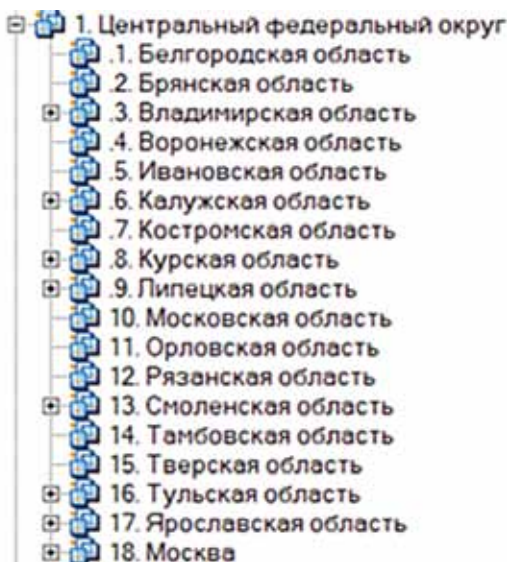 1. Центральный федеральный округ
.1. Белгородская область
.2. Брянская область
.3. Владимирская область
.4. Воронежская область
.5. Ивановская область
.6. Калужская область
.7. Костромская область
.8. Курская область
.9. Липецкая область
10. Московская область
11. Орловская область
12. Рязанская область
13. Смоленская область
14. Тамбовская область
15. Тверская область
16. Тульская область
17. Ярославская область
18. Москва